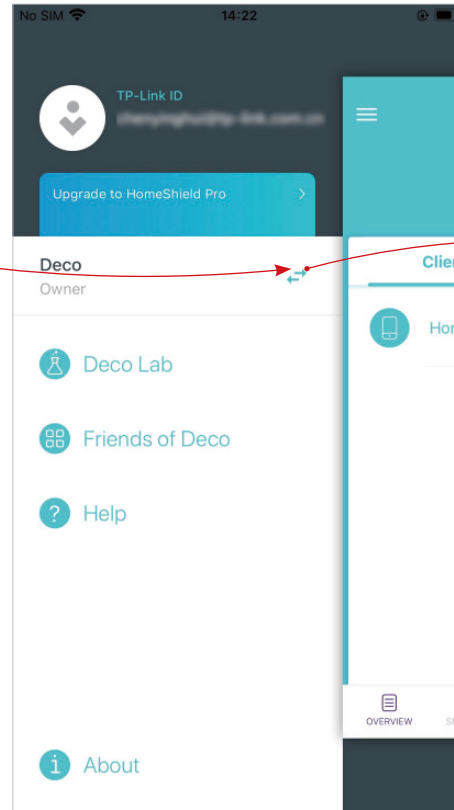 No SIM 14:22
TP-Link ID
Upgrade to HomeShield Pro
Deco
Owner
Deco Lab
Friends of Deco
Help
About
OVERVIEW